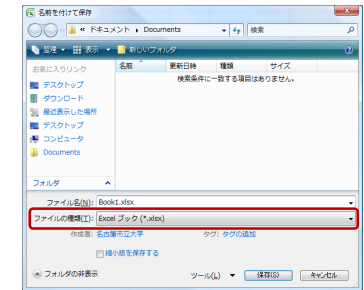 名前を付けて保存
« ドキュメント ▸ Documents
検索
整理 表示 新しいフォルダ
お気に入りリンク
名前 更新日時 種類 サイズ
検索条件に一致する項目はありません。
デスクトップ
ダウンロード
最近表示した場所
デスクトップ
コンピュータ
Documents
フォルダ
ファイル名(N): Book1.xlsx
ファイルの種類(T): Excel ブック (*.xlsx)
作成者: 名古屋市立大学 タグ: タグの追加
縮小版を保存する
フォルダの非表示 ツール(L) 保存(S) キャンセル